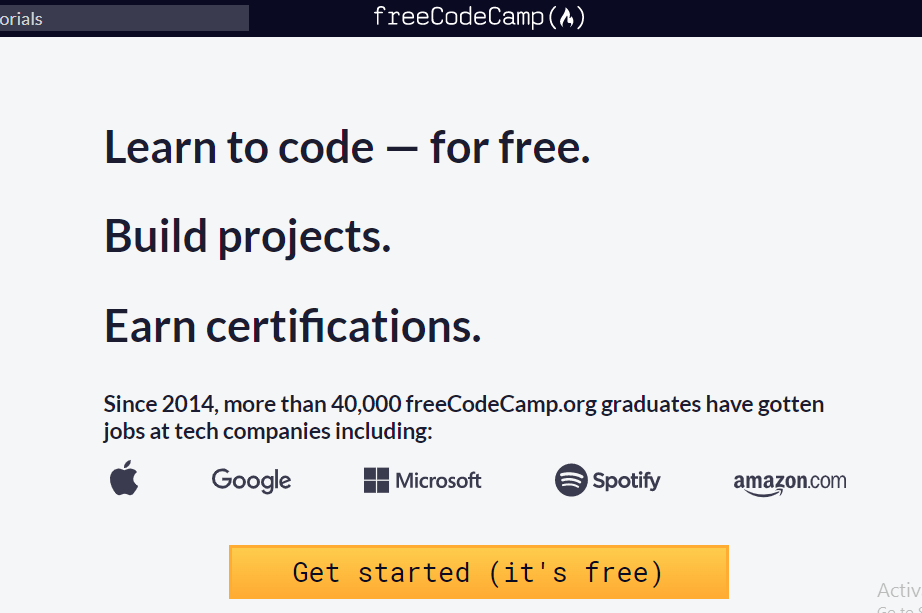 orials
freeCodeCamp(🔥)
Learn to code — for free.
Build projects.
Earn certifications.
Since 2014, more than 40,000 freeCodeCamp.org graduates have gotten
jobs at tech companies including:
Google Microsoft Spotify amazon.com
Get started (it's free)
Activ